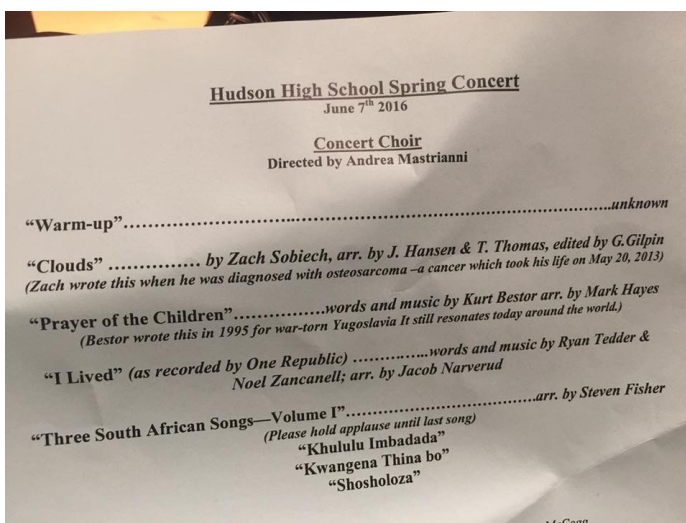 Hudson High School Spring Concert
June 7th 2016
Concert Choir
Directed by Andrea Mastrianni
“Warm-up”..........................................................................................unknown
“Clouds” ............... by Zach Sobiech, arr. by J. Hansen & T. Thomas, edited by G.Gilpin
(Zach wrote this when he was diagnosed with osteosarcoma –a cancer which took his life on May 20, 2013)
“Prayer of the Children”................words and music by Kurt Bestor arr. by Mark Hayes
(Bestor wrote this in 1995 for war-torn Yugoslavia It still resonates today around the world.)
“I Lived” (as recorded by One Republic) .............words and music by Ryan Tedder &
Noel Zancanell; arr. by Jacob Narverud
“Three South African Songs—Volume I”..................................arr. by Steven Fisher
(Please hold applause until last song)
“Khululu Imbadada”
“Kwangena Thina bo”
“Shosholoza”